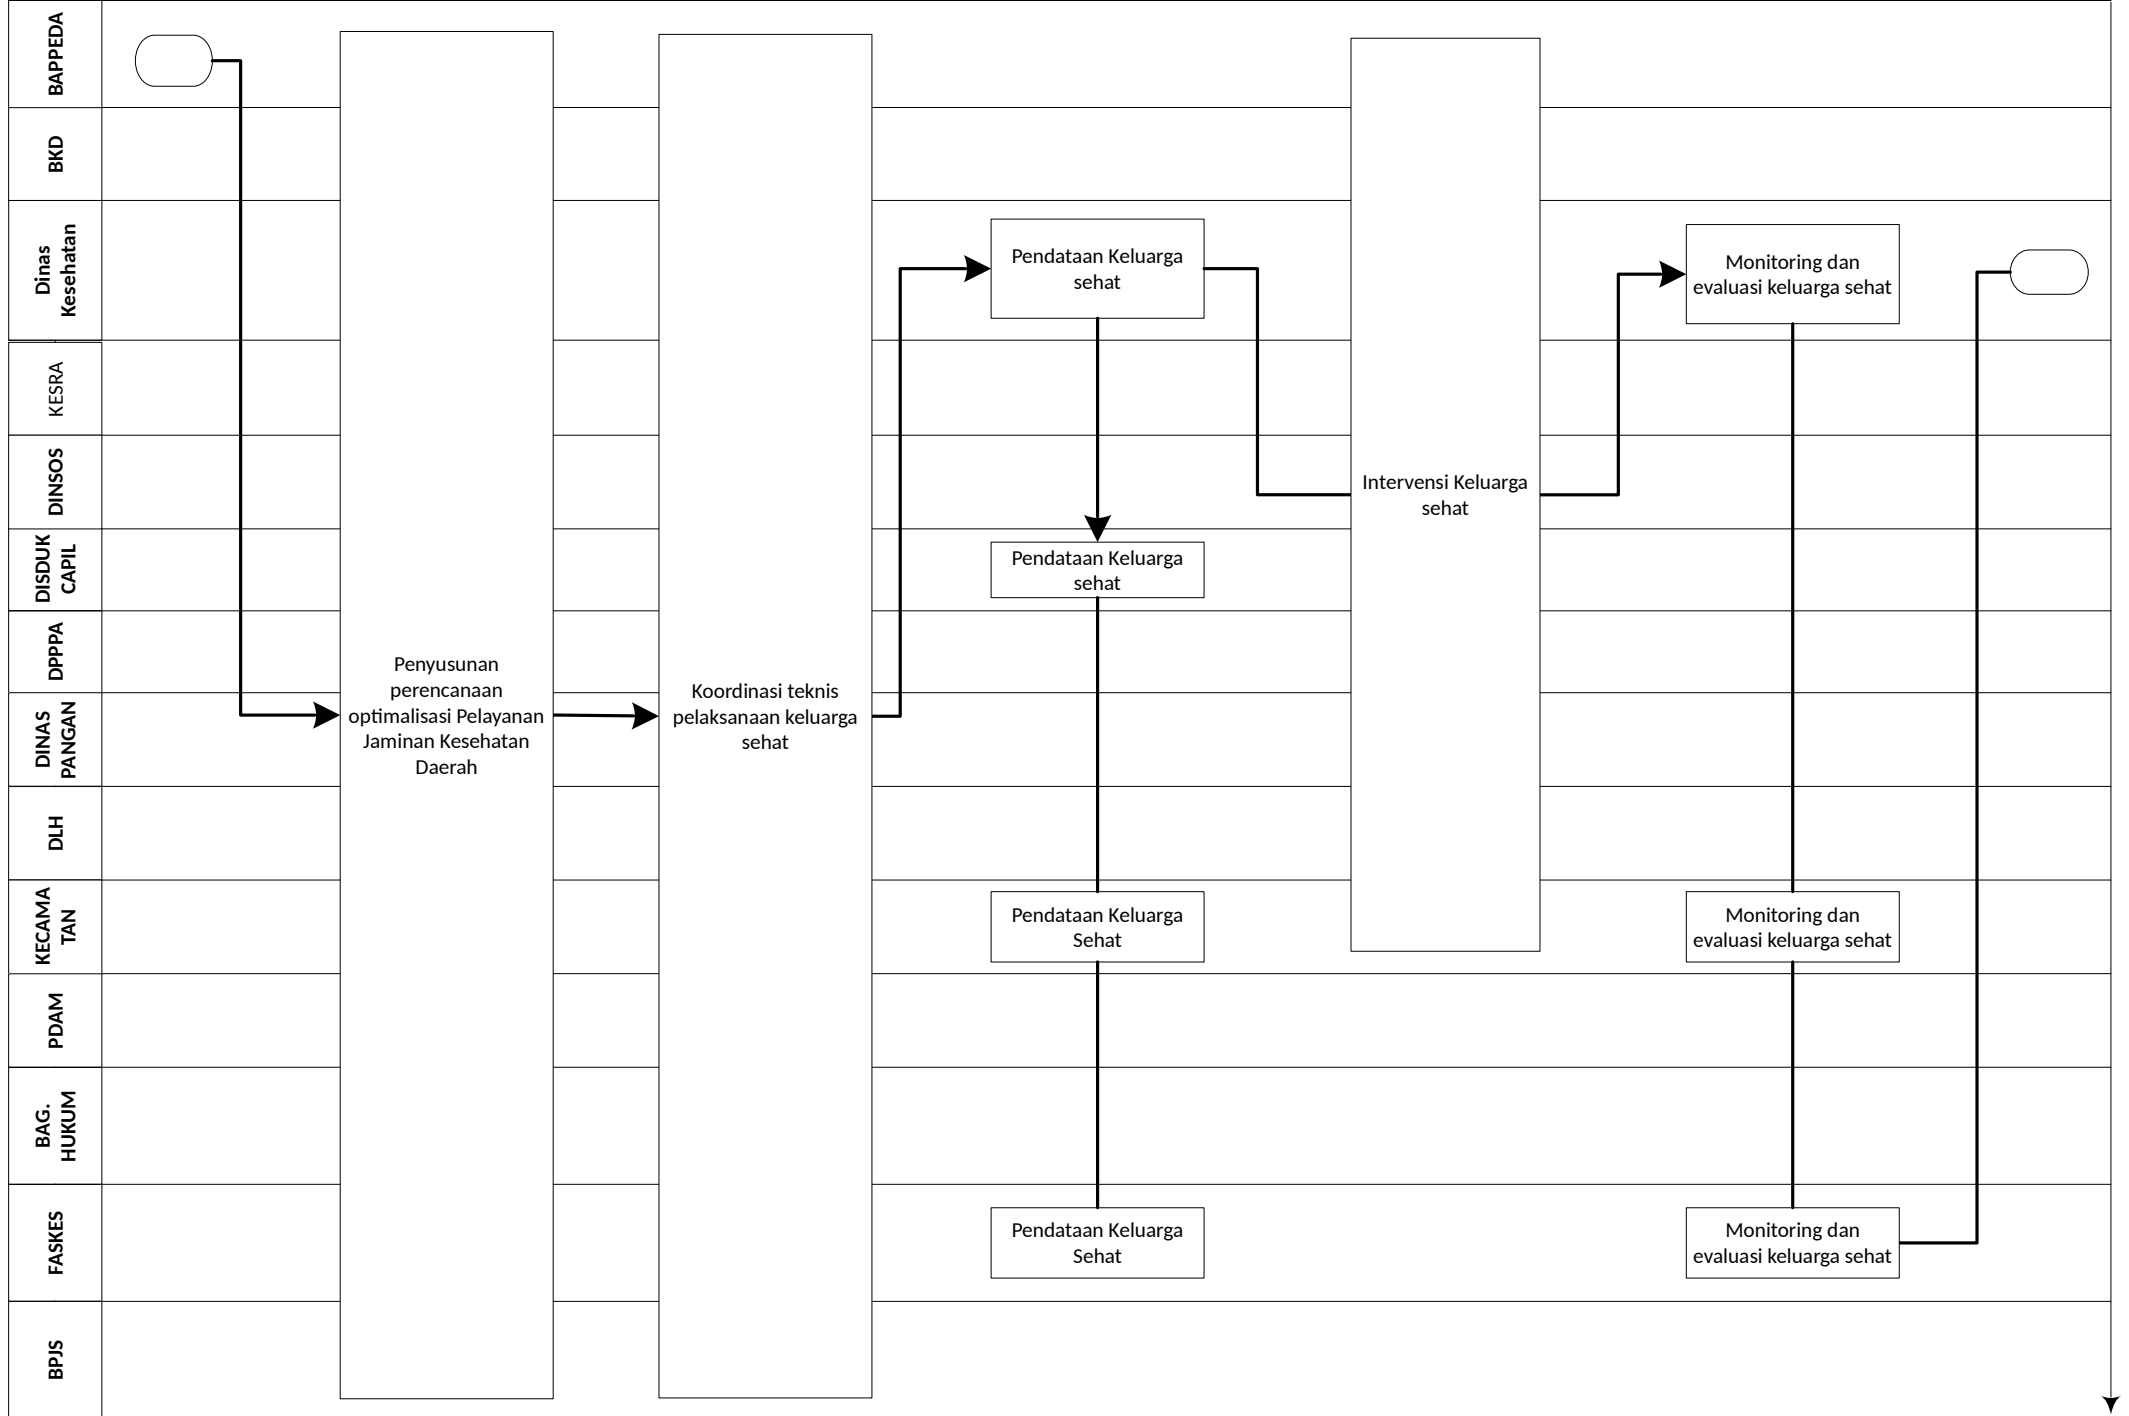 BAPPEDA
BKD
Dinas
Kesehatan
KESRA
DINSOS
DISDUK
CAPIL
DPPPA
DINAS
PANGAN
DLH
KECAMA
TAN
PDAM
BAG.
HUKUM
FASKES
BPJS
Penyusunan
perencanaan
optimalisasi Pelayanan
Jaminan Kesehatan
Daerah
Koordinasi teknis
pelaksanaan keluarga
sehat
Pendataan Keluarga
sehat
Pendataan Keluarga
sehat
Pendataan Keluarga
Sehat
Pendataan Keluarga
Sehat
Intervensi Keluarga
sehat
Monitoring dan
evaluasi keluarga sehat
Monitoring dan
evaluasi keluarga sehat
Monitoring dan
evaluasi keluarga sehat